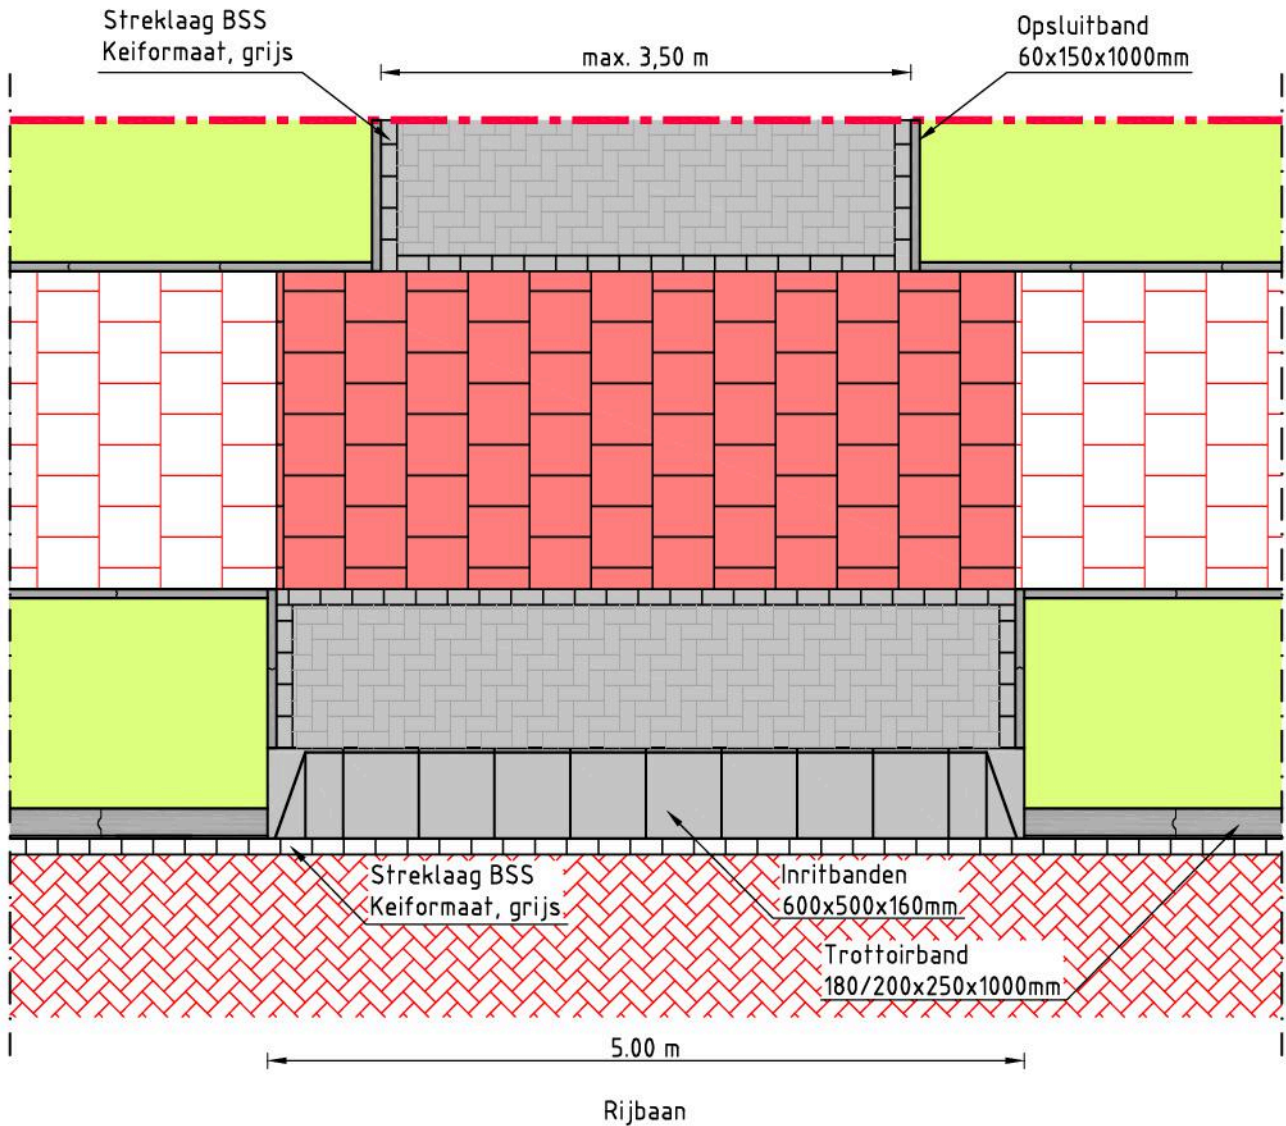 Streklaag BSS
Keiformaat, grijs
max. 3,50 m
Opsluitband
60x150x1000mm
Streklaag BSS
Keiformaat, grijs
Inritbanden
600x500x160mm
Trottoirband
180/200x250x1000mm
5.00 m
Rijbaan